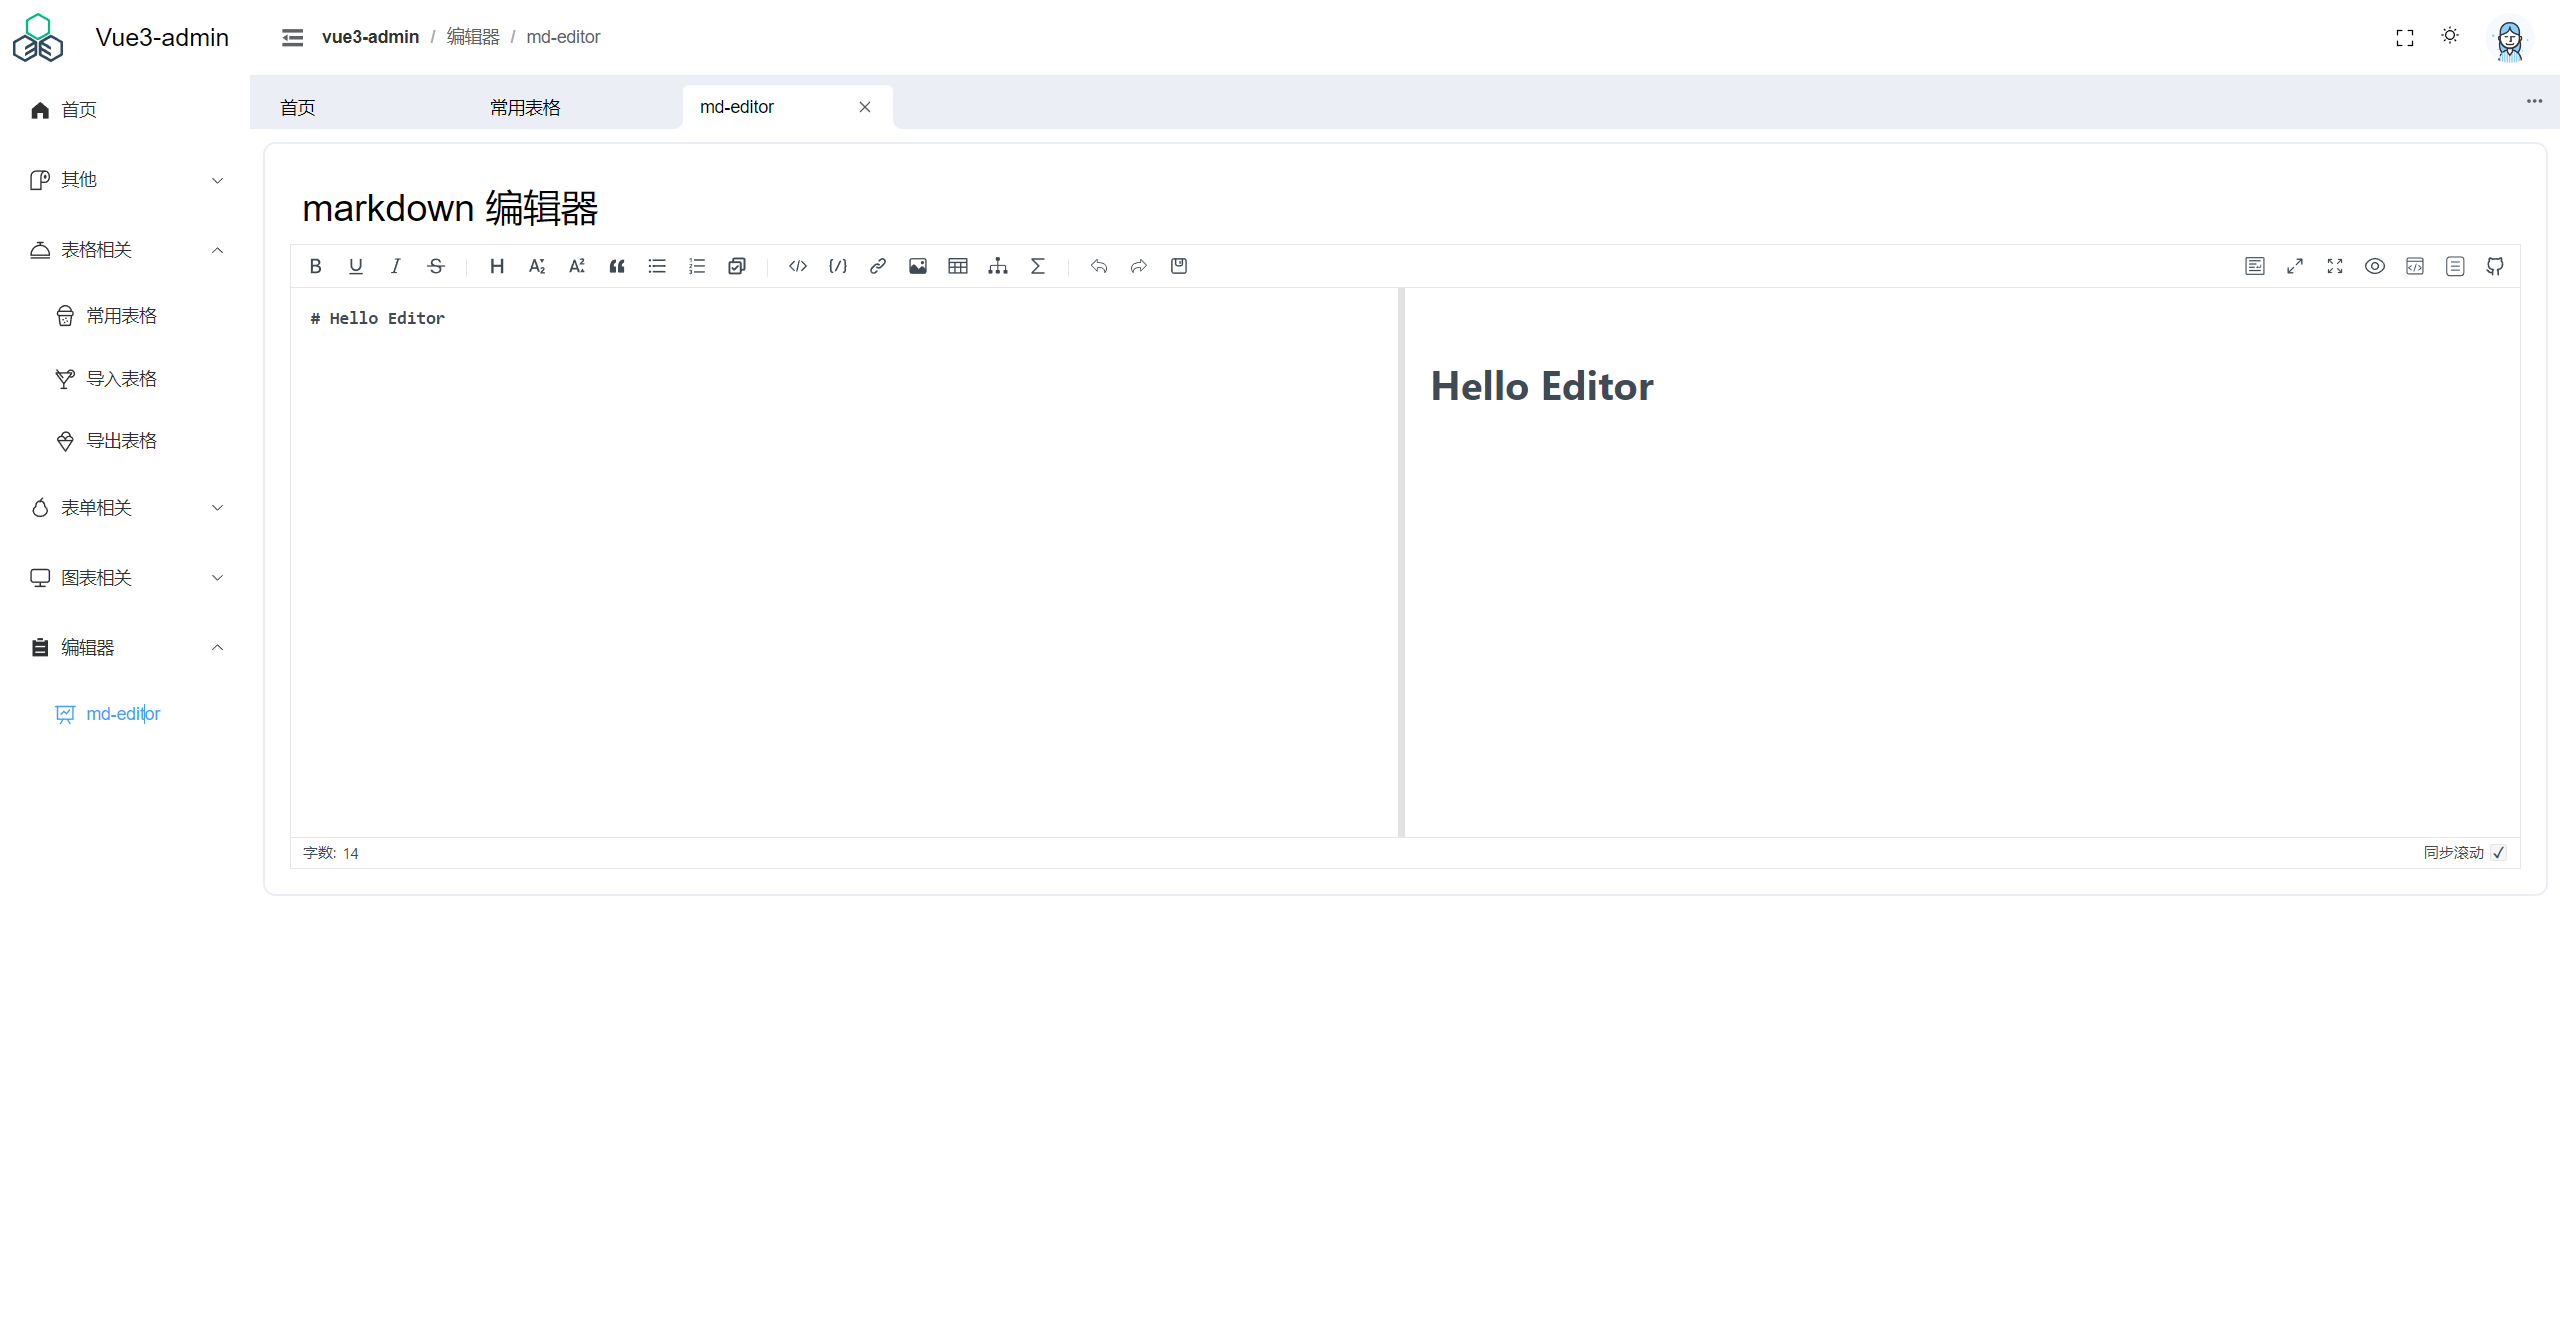 Vue3-admin
vue3-admin / 编辑器 / md-editor
首页
其他
表格相关
常用表格
导入表格
导出表格
表单相关
图表相关
编辑器
md-editor
首页
常用表格
md-editor
markdown 编辑器
# Hello Editor
Hello Editor
字数: 14
同步滚动